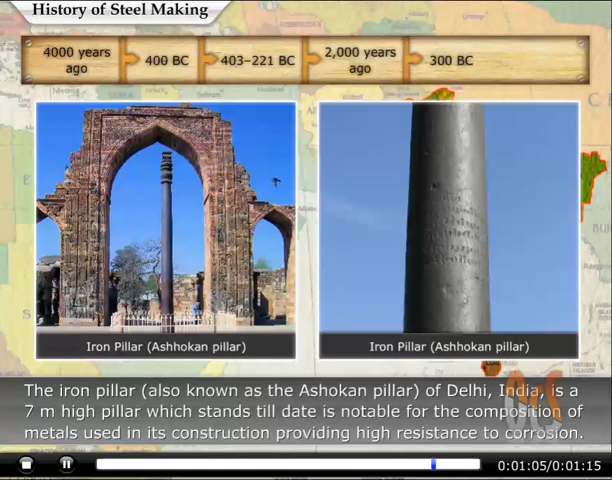 History of Steel Making
4000 years
ago
400 BC
403–221 BC
2,000 years
ago
300 BC
Iron Pillar (Ashhokan pillar)
Iron Pillar (Ashhokan pillar)
The iron pillar (also known as the Ashokan pillar) of Delhi, India, is a
7 m high pillar which stands till date is notable for the composition of
metals used in its construction providing high resistance to corrosion.
0:01:05/0:01:15